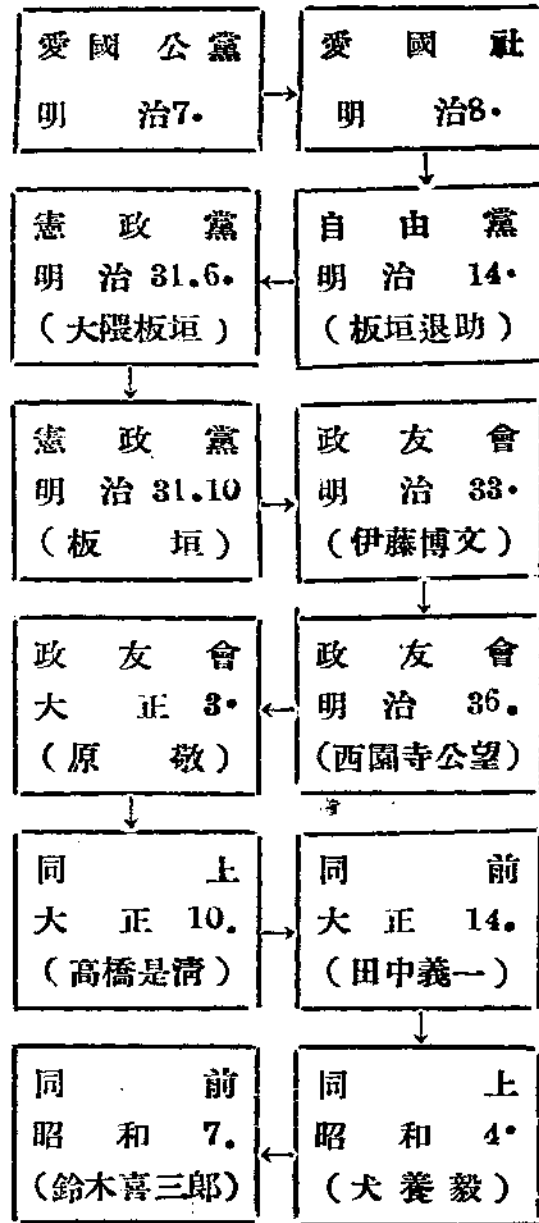 愛國公黨
明治7.
愛國社
明治8.
自由黨
明治14.
(板垣退助)
憲政黨
明治31.6.
(大隈板垣)
憲政黨
明治31.10
(板垣)
政友會
明治33.
(伊藤博文)
政友會
明治36.
(西園寺公望)
政友會
大正3.
(原敬)
同上
大正10.
(高橋是清)
同前
大正14.
(田中義一)
同上
昭和4.
(犬養毅)
同前
昭和7.
(鈴木喜三郎)